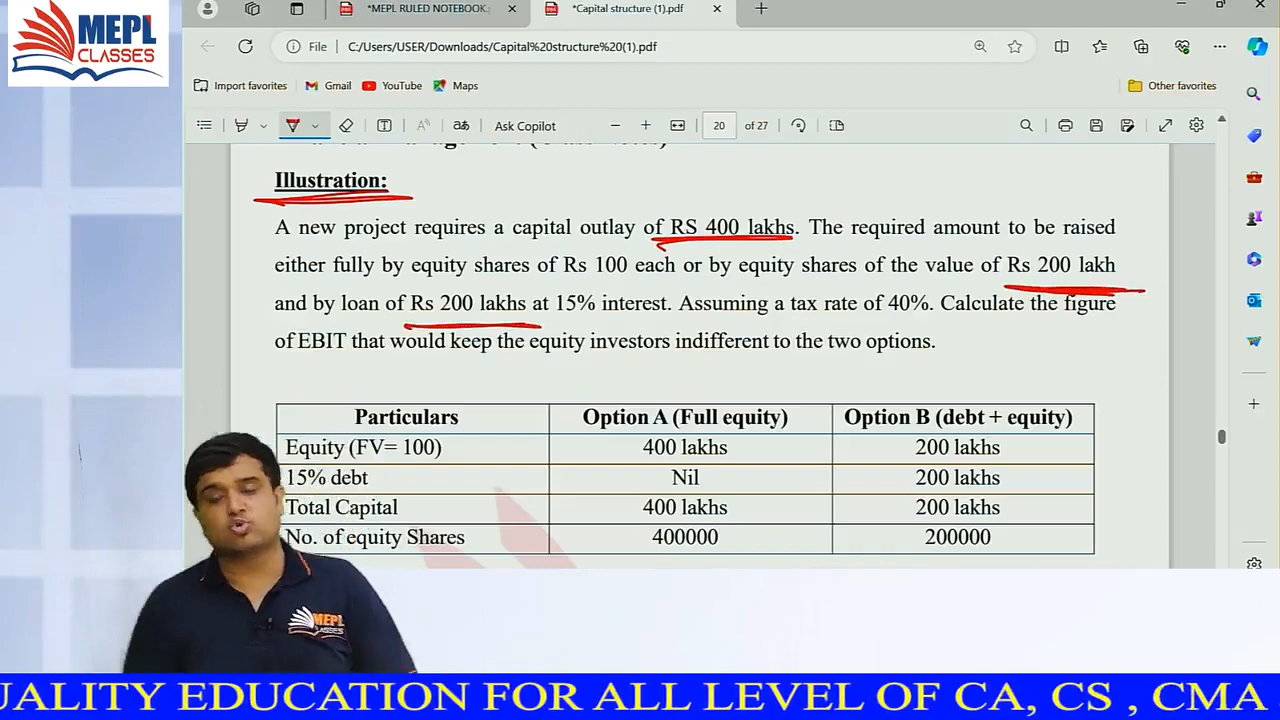 MEPL
CLASSES
*MEPL RULED NOTEBOOK.
*Capital structure (1).pdf
File
C:/Users/USER/Downloads/Capital%20structure%20(1).pdf
Import favorites
Gmail
YouTube
Maps
Other favorites
Ask Copilot
20
of 27
Illustration:
A new project requires a capital outlay of RS 400 lakhs. The required amount to be raised
either fully by equity shares of Rs 100 each or by equity shares of the value of Rs 200 lakh
and by loan of Rs 200 lakhs at 15% interest. Assuming a tax rate of 40%. Calculate the figure
of EBIT that would keep the equity investors indifferent to the two options.
Particulars Option A (Full equity) Option B (debt + equity)
Equity (FV= 100) 400 lakhs 200 lakhs
15% debt Nil 200 lakhs
Total Capital 400 lakhs 200 lakhs
No. of equity Shares 400000 200000
MEPL
CLASSES
UALITY EDUCATION FOR ALL LEVEL OF CA, CS , CMA